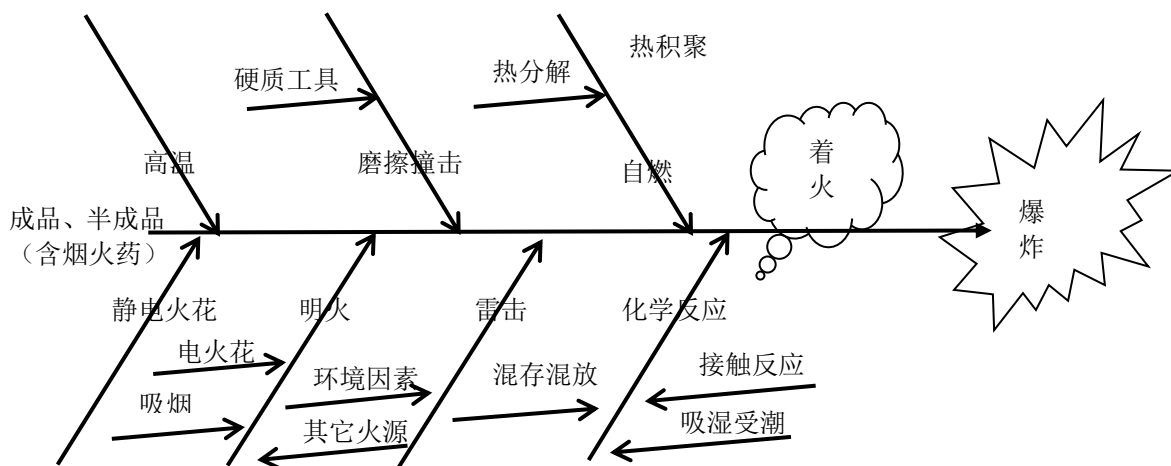 热积聚
热分解
硬质工具
着
火
高温
磨擦撞击
自燃
成品、半成品
（含烟火药）
爆
炸
静电火花
明火
雷击
化学反应
电火花
环境因素
混存混放
接触反应
吸烟
其它火源
吸湿受潮